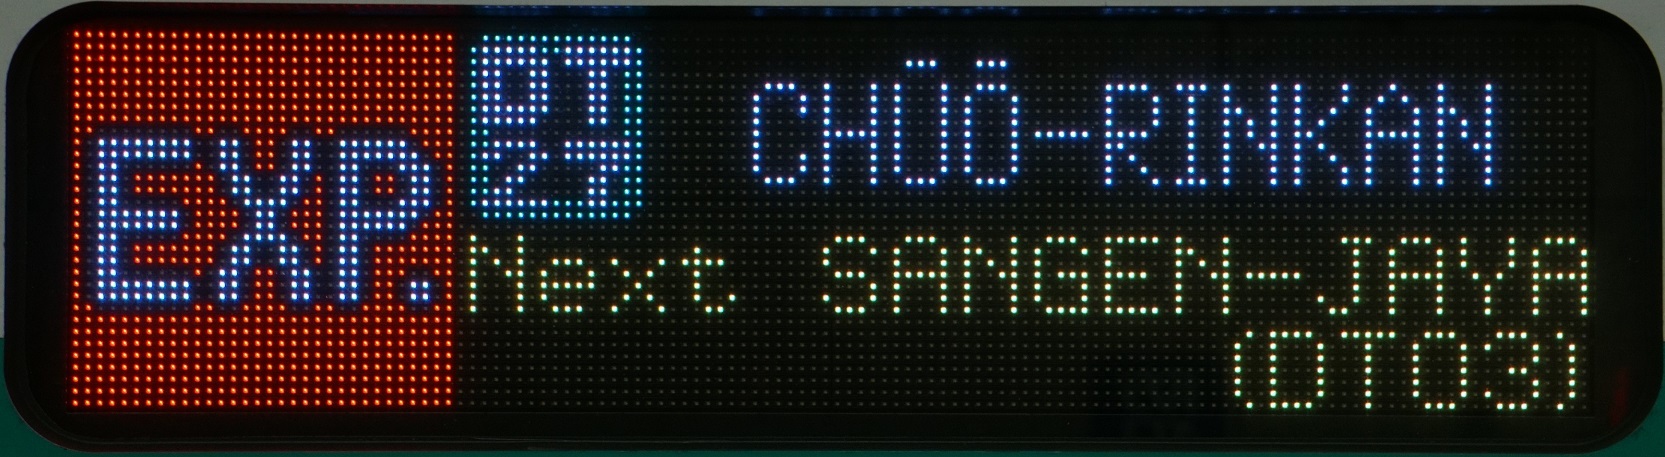 EXP.
DT
27
CHŪŌ-RINKAN
Next SANGEN-JAYA
(DT03)